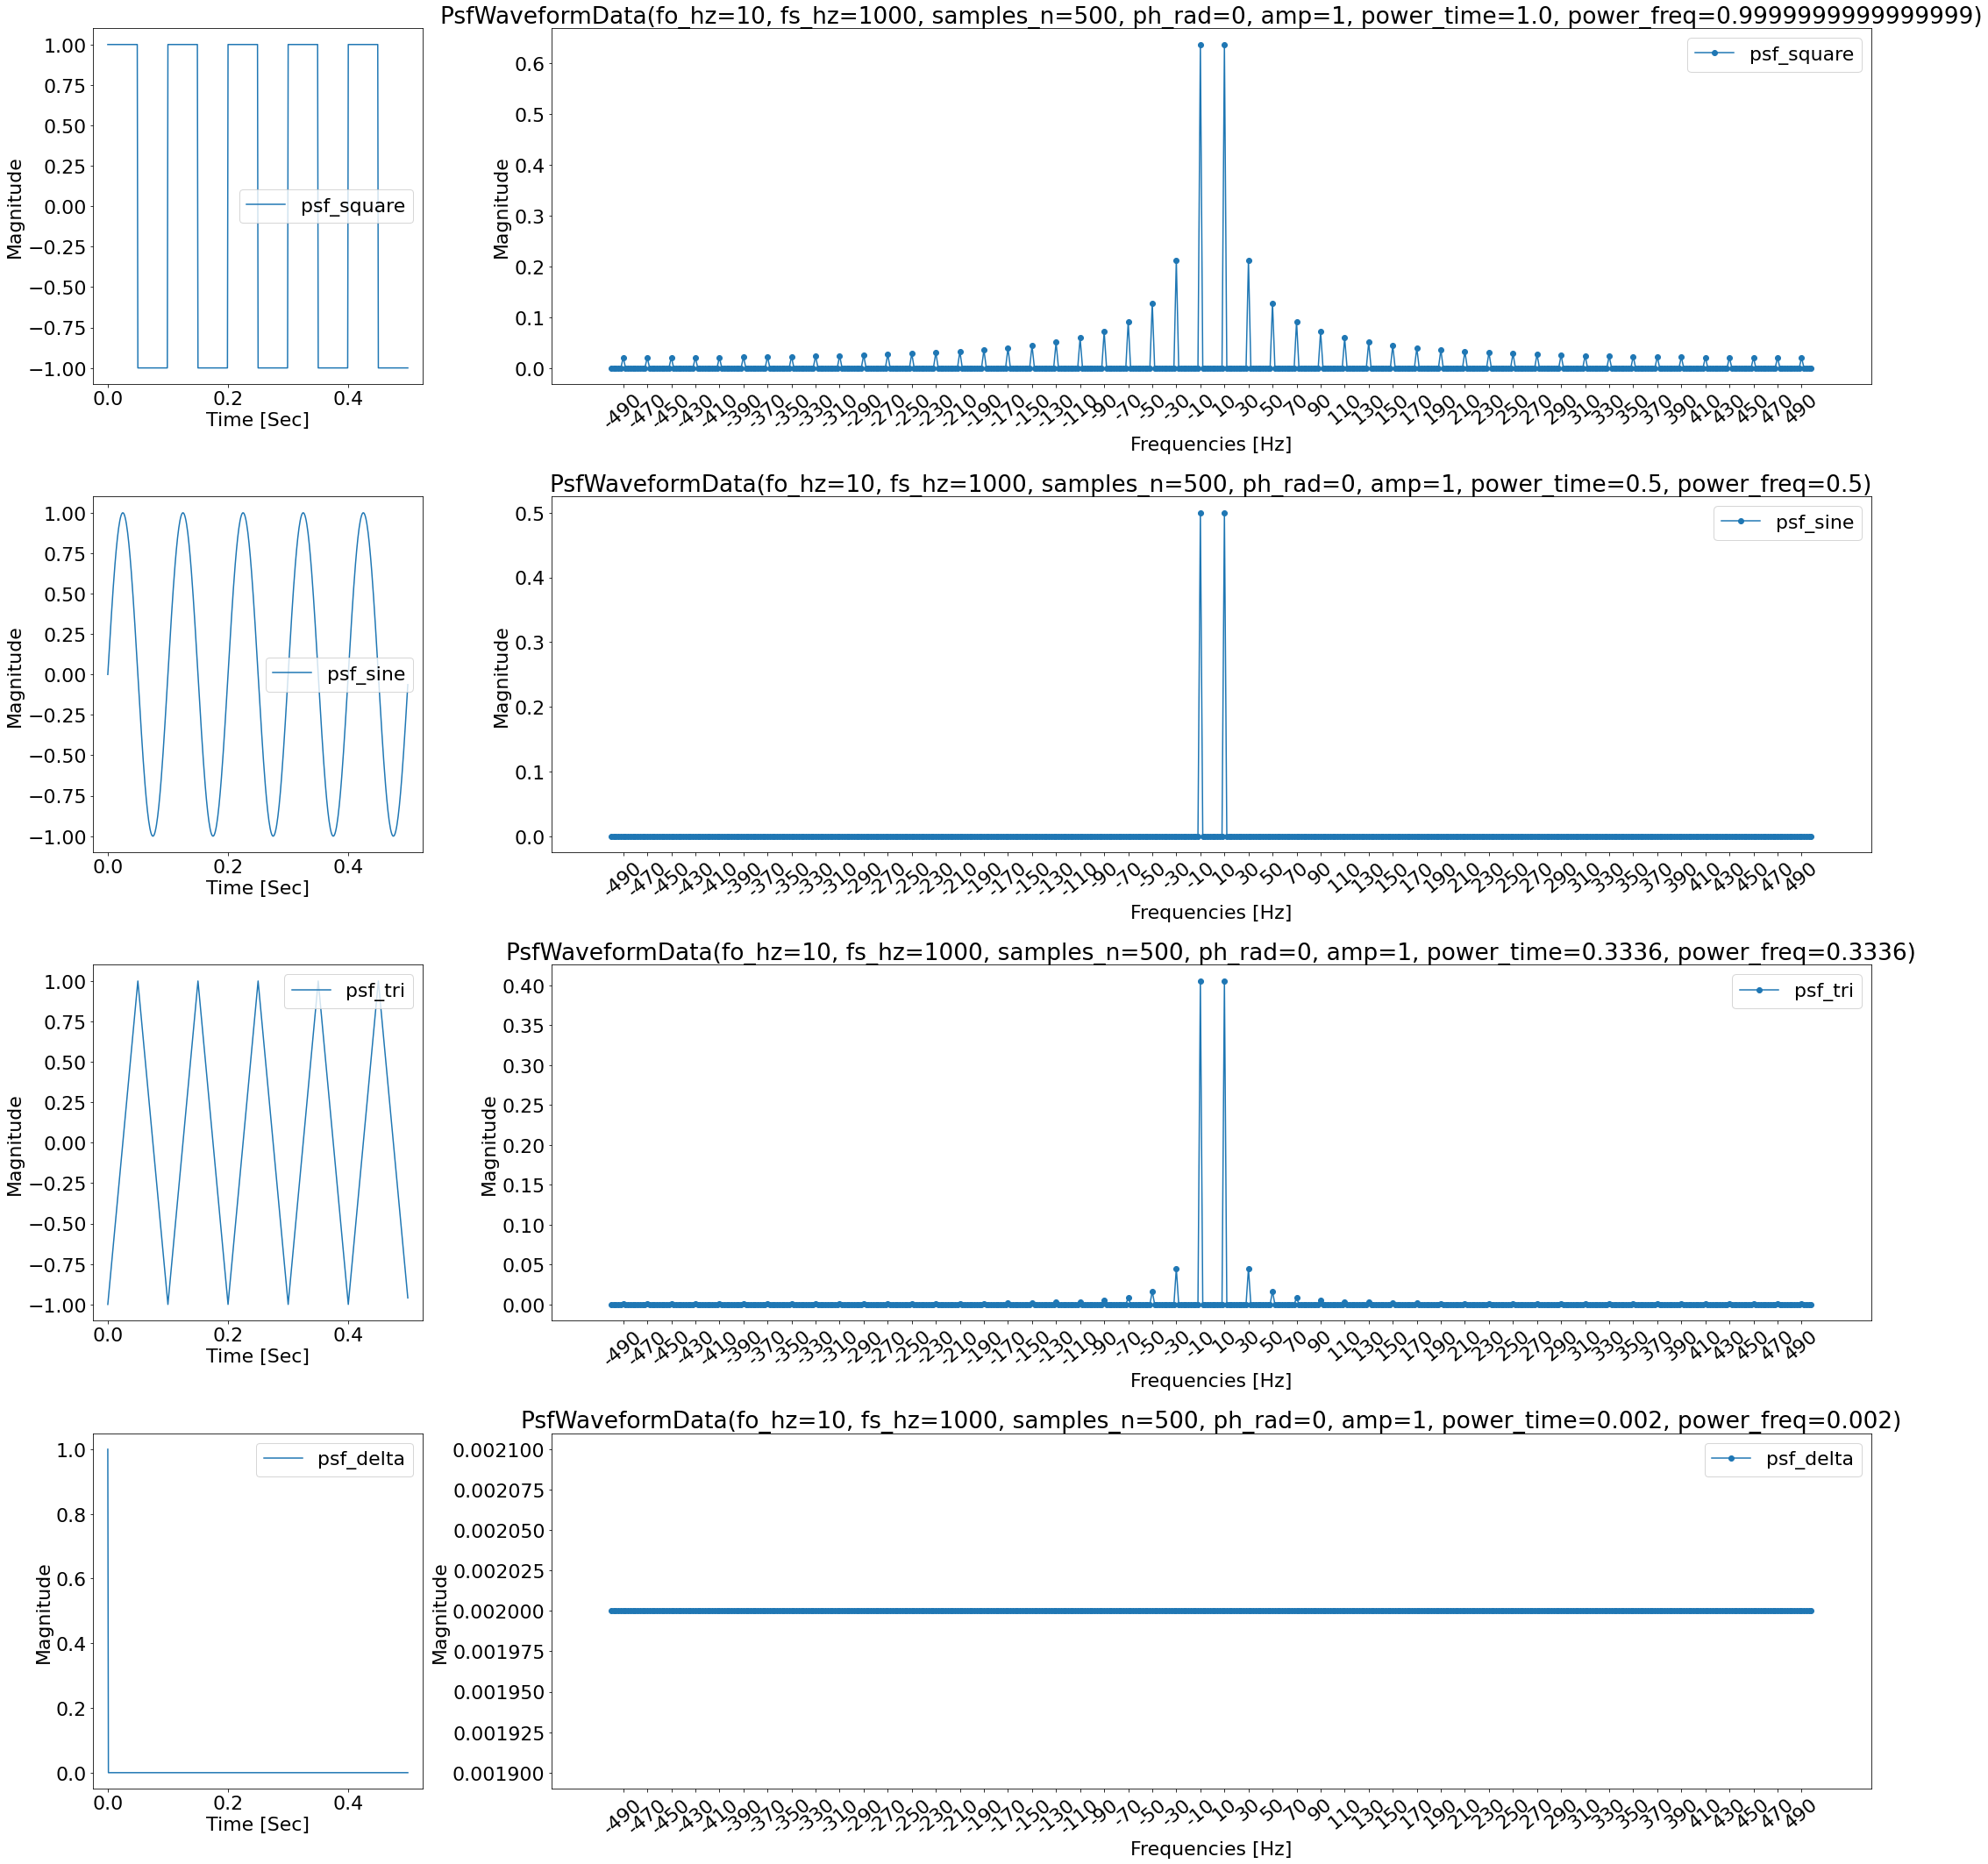 PsfWaveformData(fo_hz=10, fs_hz=1000, samples_n=500, ph_rad=0, amp=1, power_time=1.0, power_freq=0.9999999999999999)
1.00
0.75
0.50
0.25
0.00
−0.25
−0.50
−0.75
−1.00
Magnitude
psf_square
0.0 0.2 0.4
Time [Sec]
0.6
0.5
0.4
0.3
0.2
0.1
0.0
Magnitude
psf_square
-490 -470 -450 -430 -410 -390 -370 -350 -330 -310 -290 -270 -250 -230 -210 -190 -170 -150 -130 -110 -90 -70 -50 -30 -10 10 30 50 70 90 110 130 150 170 190 210 230 250 270 290 310 330 350 370 390 410 430 450 470 490
Frequencies [Hz]
PsfWaveformData(fo_hz=10, fs_hz=1000, samples_n=500, ph_rad=0, amp=1, power_time=0.5, power_freq=0.5)
1.00
0.75
0.50
0.25
0.00
−0.25
−0.50
−0.75
−1.00
Magnitude
psf_sine
0.0 0.2 0.4
Time [Sec]
0.5
0.4
0.3
0.2
0.1
0.0
Magnitude
psf_sine
-490 -470 -450 -430 -410 -390 -370 -350 -330 -310 -290 -270 -250 -230 -210 -190 -170 -150 -130 -110 -90 -70 -50 -30 -10 10 30 50 70 90 110 130 150 170 190 210 230 250 270 290 310 330 350 370 390 410 430 450 470 490
Frequencies [Hz]
PsfWaveformData(fo_hz=10, fs_hz=1000, samples_n=500, ph_rad=0, amp=1, power_time=0.3336, power_freq=0.3336)
1.00
0.75
0.50
0.25
0.00
−0.25
−0.50
−0.75
−1.00
Magnitude
psf_tri
0.0 0.2 0.4
Time [Sec]
0.40
0.35
0.30
0.25
0.20
0.15
0.10
0.05
0.00
Magnitude
psf_tri
-490 -470 -450 -430 -410 -390 -370 -350 -330 -310 -290 -270 -250 -230 -210 -190 -170 -150 -130 -110 -90 -70 -50 -30 -10 10 30 50 70 90 110 130 150 170 190 210 230 250 270 290 310 330 350 370 390 410 430 450 470 490
Frequencies [Hz]
PsfWaveformData(fo_hz=10, fs_hz=1000, samples_n=500, ph_rad=0, amp=1, power_time=0.002, power_freq=0.002)
1.0
0.8
0.6
0.4
0.2
0.0
Magnitude
psf_delta
0.0 0.2 0.4
Time [Sec]
0.002100
0.002075
0.002050
0.002025
0.002000
0.001975
0.001950
0.001925
0.001900
Magnitude
psf_delta
-490 -470 -450 -430 -410 -390 -370 -350 -330 -310 -290 -270 -250 -230 -210 -190 -170 -150 -130 -110 -90 -70 -50 -30 -10 10 30 50 70 90 110 130 150 170 190 210 230 250 270 290 310 330 350 370 390 410 430 450 470 490
Frequencies [Hz]